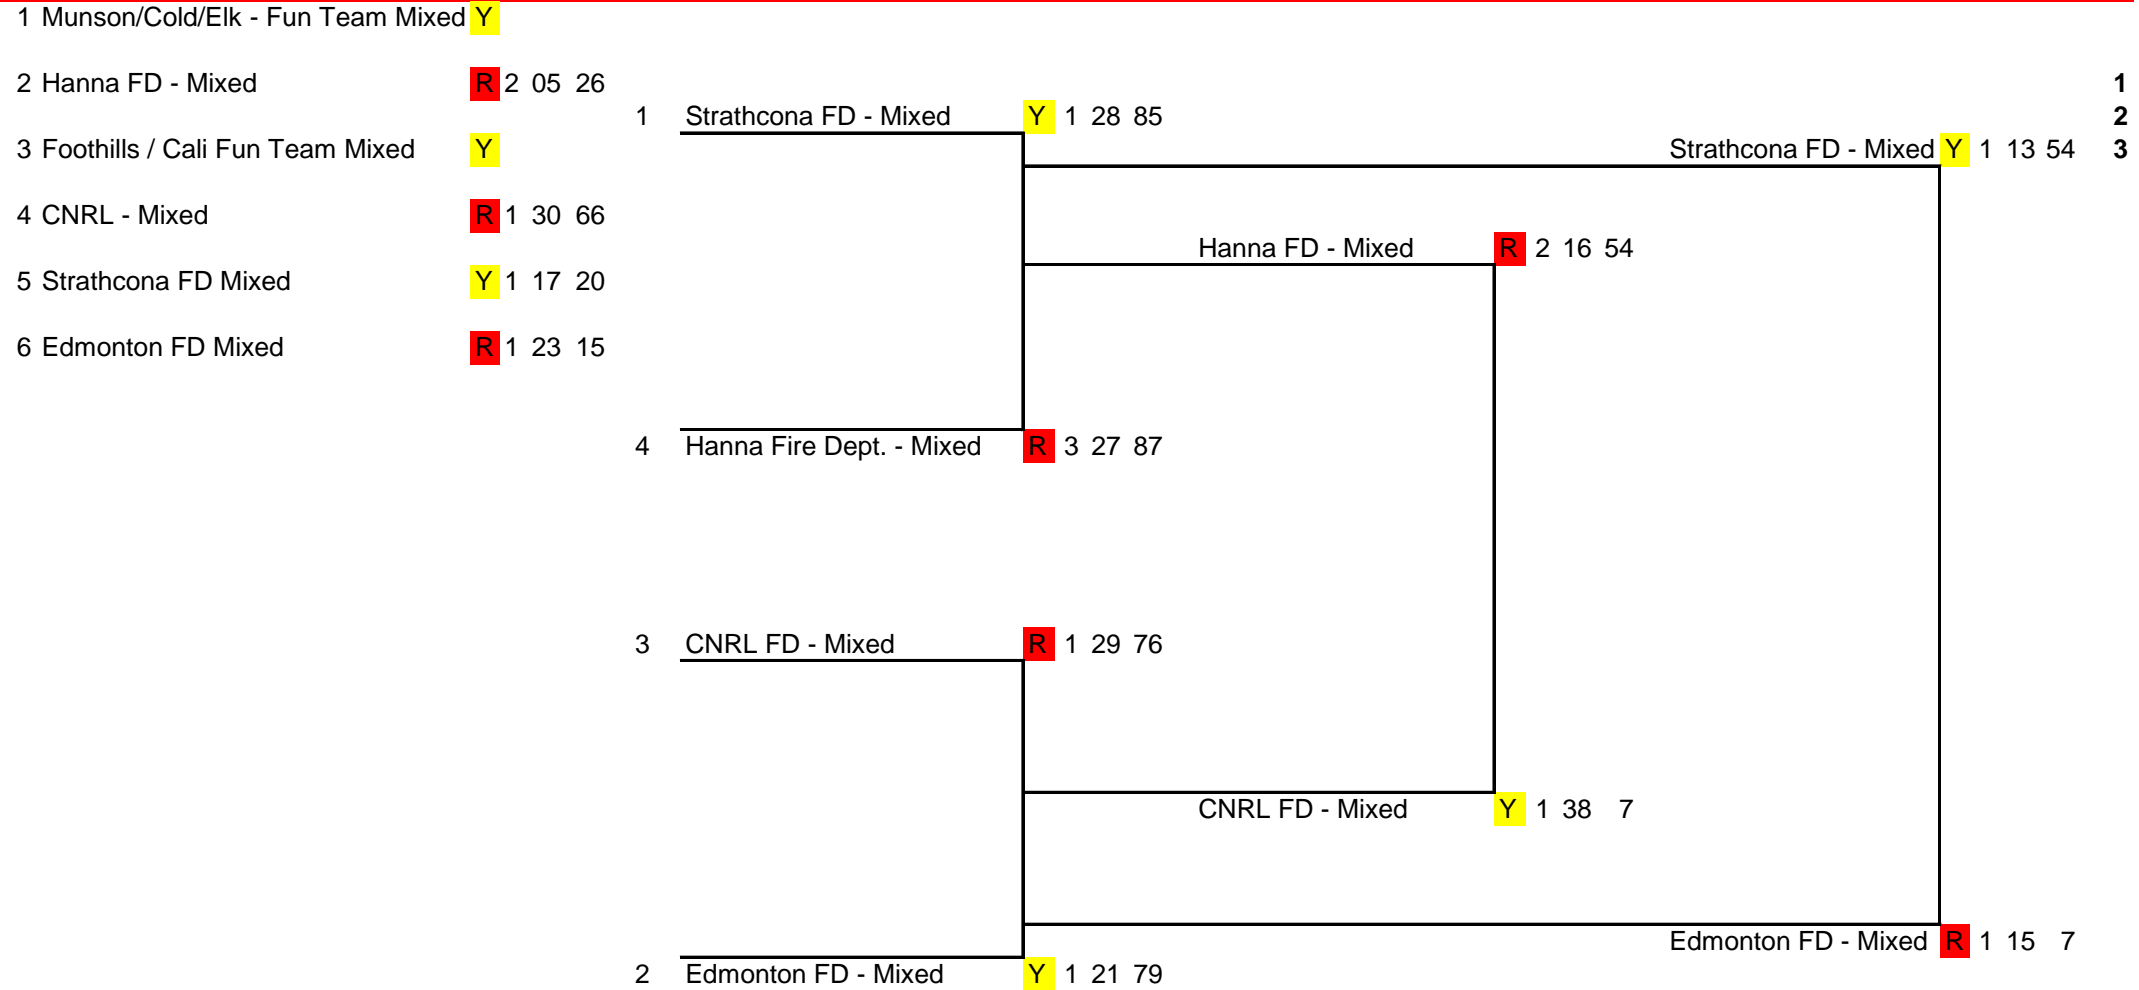 1 Munson/Cold/Elk - Fun Team Mixed Y
2 Hanna FD - Mixed R 2 05 26 1
1 Strathcona FD - Mixed Y 1 28 85 2
3 Foothills / Cali Fun Team Mixed Y Strathcona FD - Mixed Y 1 13 54 3
4 CNRL - Mixed R 1 30 66
Hanna FD - Mixed R 2 16 54
5 Strathcona FD Mixed Y 1 17 20
6 Edmonton FD Mixed R 1 23 15
4 Hanna Fire Dept. - Mixed R 3 27 87
3 CNRL FD - Mixed R 1 29 76
CNRL FD - Mixed Y 1 38 7
Edmonton FD - Mixed R 1 15 7
2 Edmonton FD - Mixed Y 1 21 79